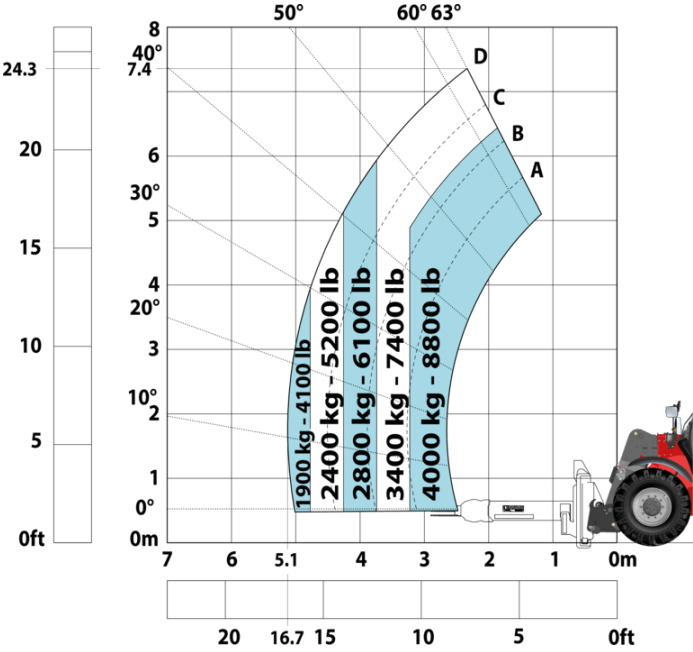 50° 60° 63°
8
40°
24.3 7.4
D
C
B
A
20
6
30°
5
15
4
20°
3
10
10°
2
5
1
0°
0ft
0m
1900 kg - 4100 lb
2400 kg - 5200 lb
2800 kg - 6100 lb
3400 kg - 7400 lb
4000 kg - 8800 lb
7 6 5.1 4 3 2 1 0m
20 16.7 15 10 5 0ft